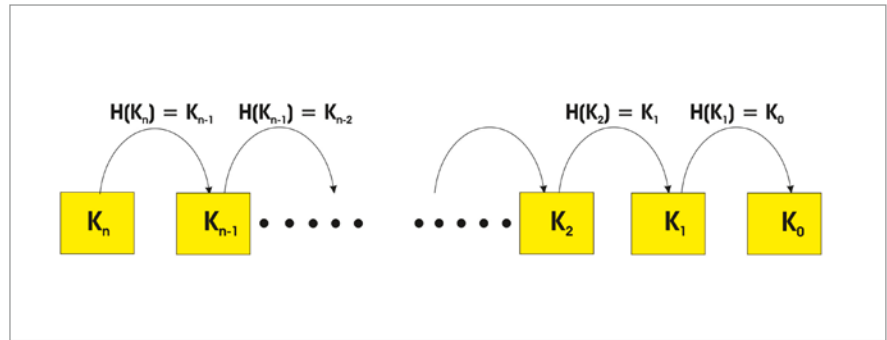 H(Kₙ) = Kₙ₋₁ H(Kₙ₋₁) = Kₙ₋₂ H(K₂) = K₁ H(K₁) = K₀
Kₙ Kₙ₋₁ K₂ K₁ K₀